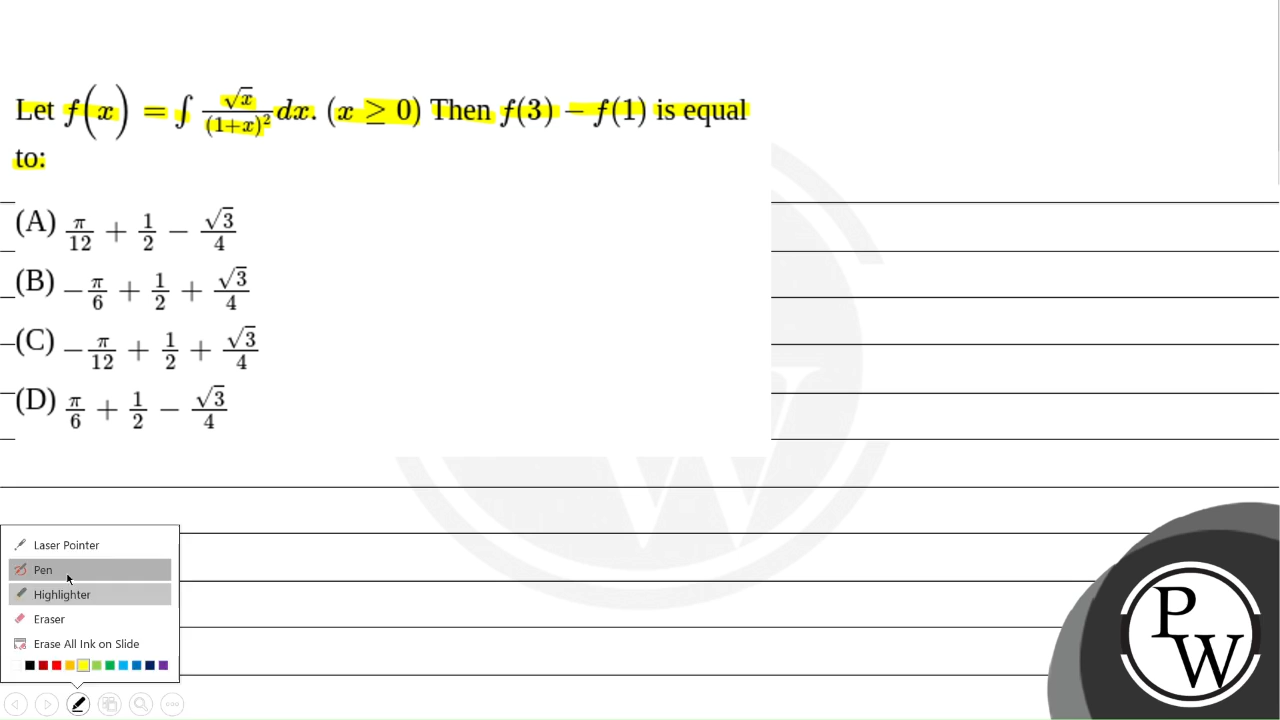 Let f(x) = ∫ √x/(1+x)² dx. (x ≥ 0) Then f(3) − f(1) is equal
to:
(A) π/12 + 1/2 − √3/4
(B) −π/6 + 1/2 + √3/4
(C) −π/12 + 1/2 + √3/4
(D) π/6 + 1/2 − √3/4
Laser Pointer
Pen
Highlighter
Eraser
Erase All Ink on Slide
PW